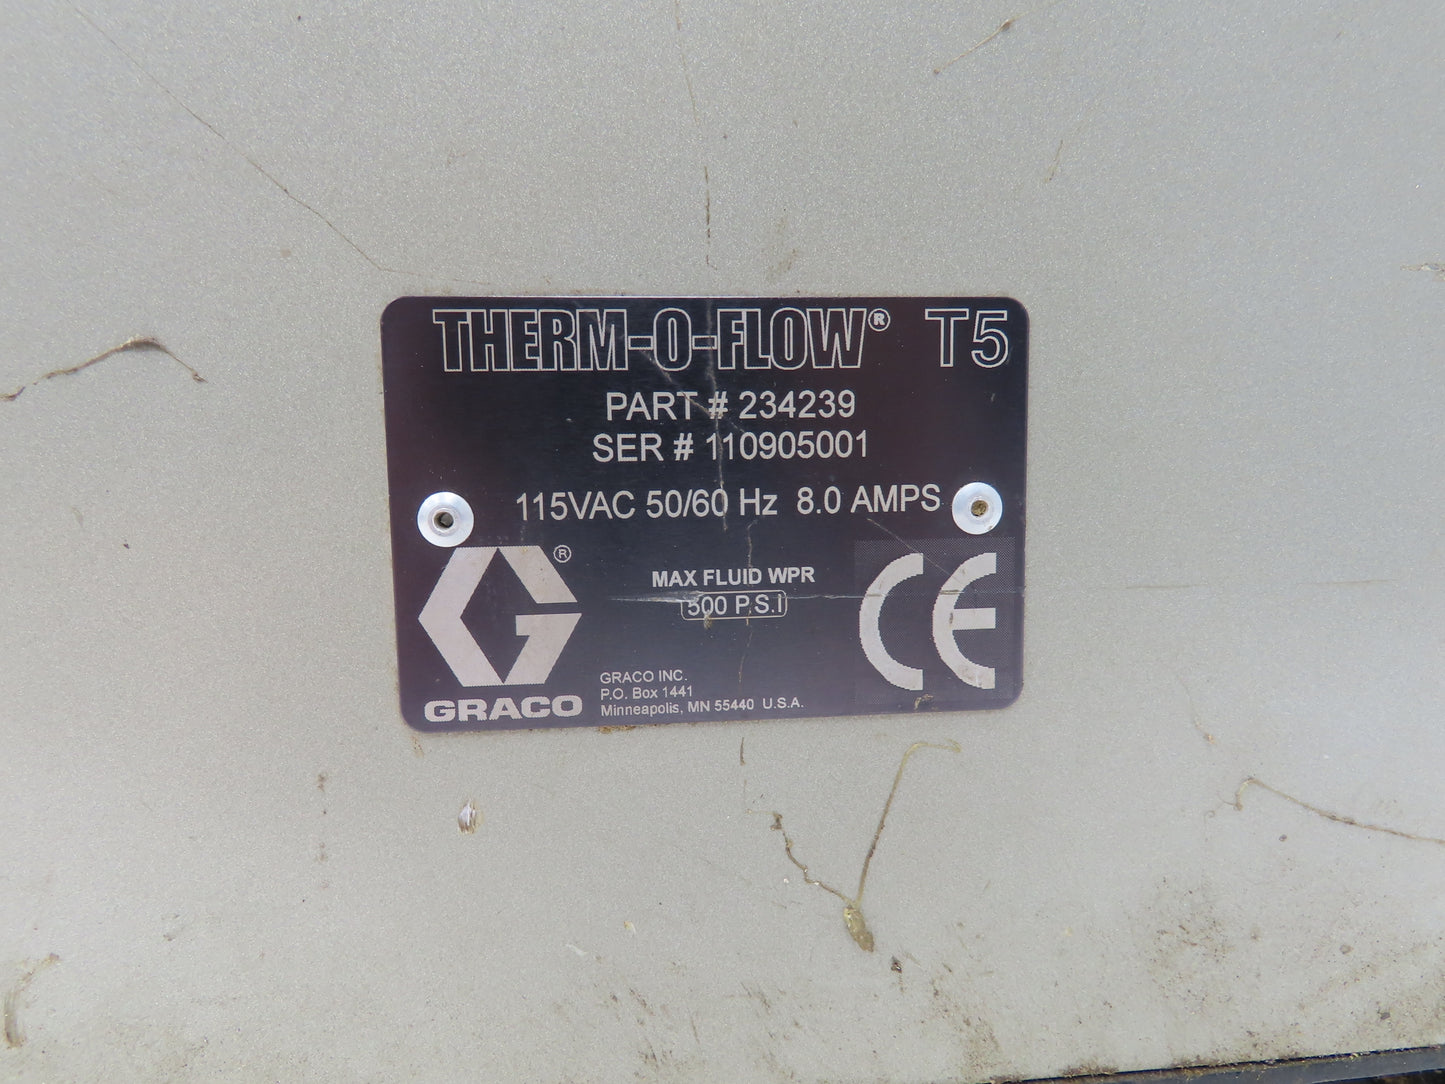 THERM-O-FLOW® T5
PART # 234239
SER # 110905001
115VAC 50/60 Hz 8.0 AMPS
®
MAX FLUID WPR
500 P.S.I
CE
GRACO
GRACO INC.
P.O. Box 1441
Minneapolis, MN 55440 U.S.A.